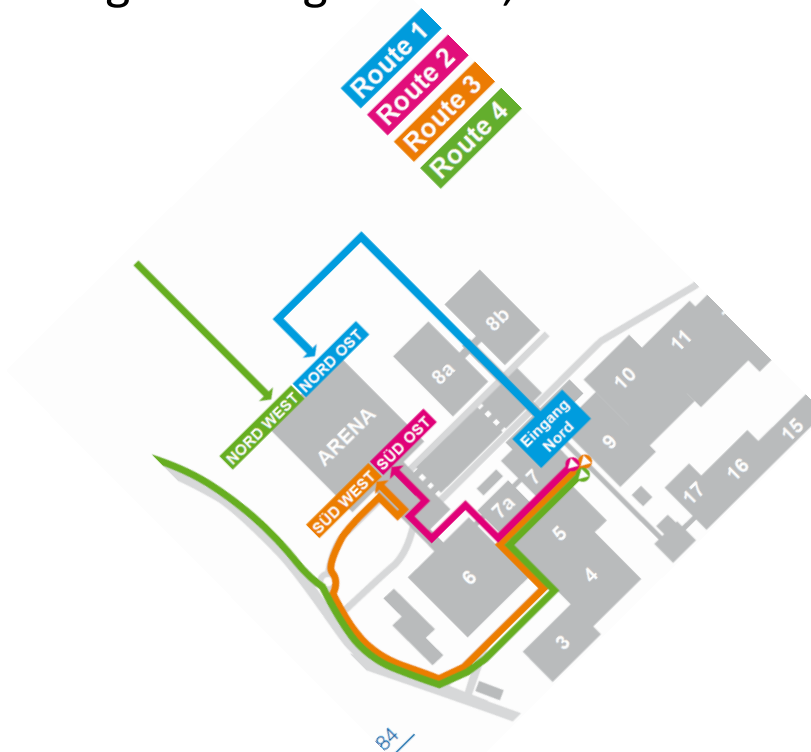 Route 1
Route 2
Route 3
Route 4
8b
11
NORD OST
8a
10
NORD WEST
ARENA
SÜD OST
Eingang
Nord
9
15
SÜD WEST
7
16
17
7a
5
6
4
3
84